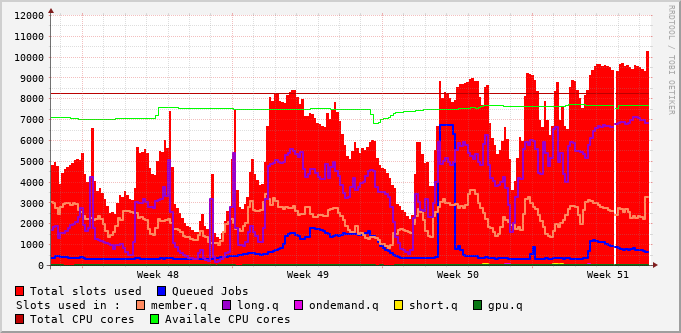 12000
11000
10000
9000
8000
7000
6000
5000
4000
3000
2000
1000
0
Week 48 Week 49 Week 50 Week 51
RRDTOOL / TOBI OETIKER
Total slots used Queued Jobs
Slots used in : member.q long.q ondemand.q short.q gpu.q
Total CPU cores Availale CPU cores